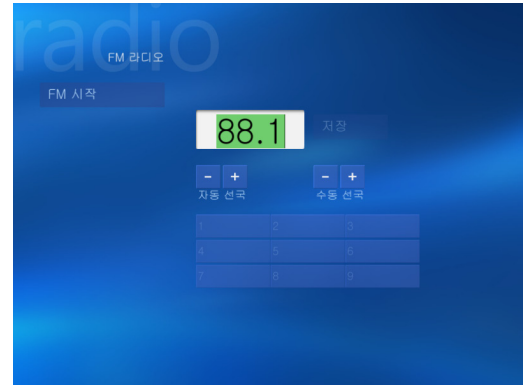 radio
FM 라디오
FM 시작
88.1
저장
- +
- +
자동 선국
수동 선국
1 2 3
4 5 6
7 8 9